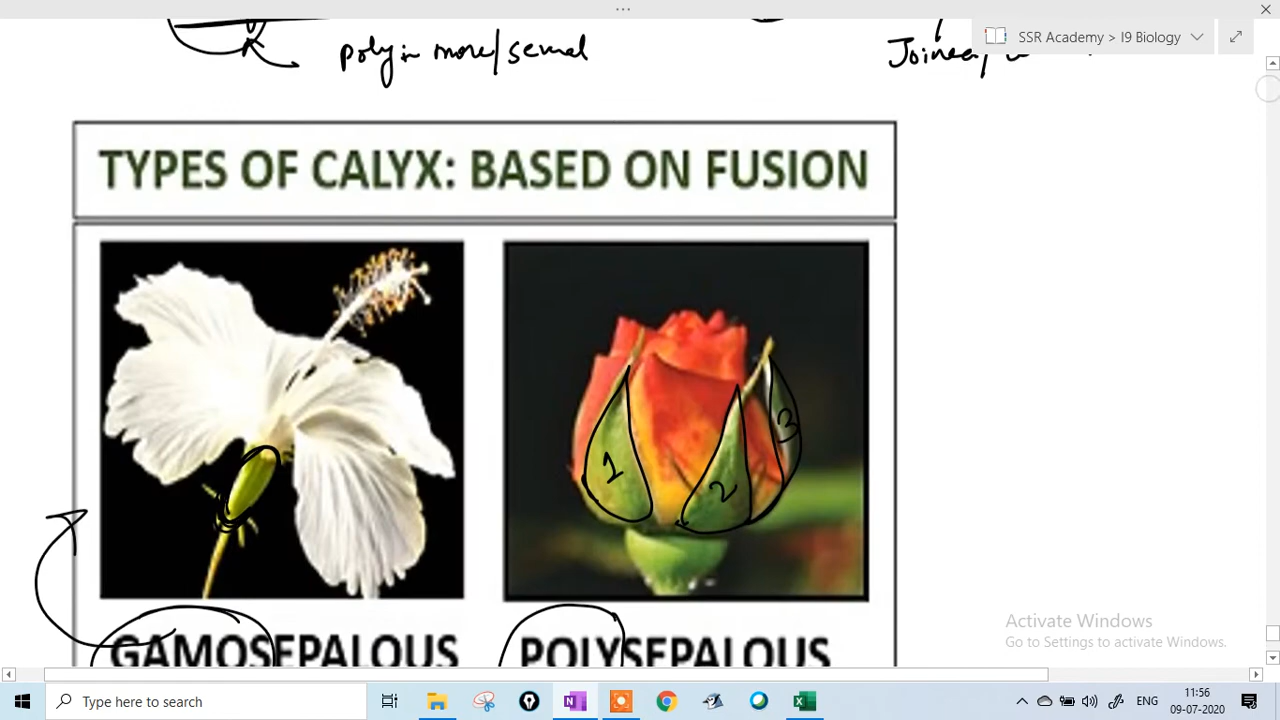 SSR Academy > I9 Biology
poly in more/several
Joined/
TYPES OF CALYX: BASED ON FUSION
1
2
3
GAMOSEPALOUS
POLYSEPALOUS
Activate Windows
Go to Settings to activate Windows.
Type here to search
ENG
11:56
09-07-2020